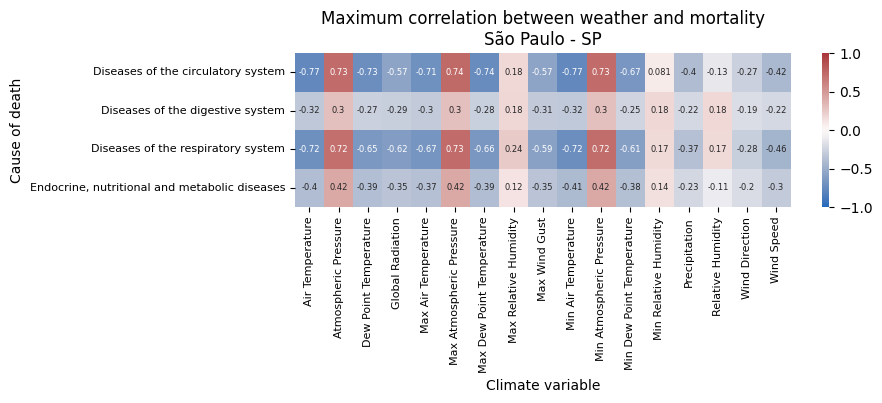 Maximum correlation between weather and mortality
São Paulo - SP
Cause of death
Diseases of the circulatory system -0.77 0.73 -0.73 -0.57 -0.71 0.74 -0.74 0.18 -0.57 -0.77 0.73 -0.67 0.081 -0.4 -0.13 -0.27 -0.42
Diseases of the digestive system -0.32 0.3 -0.27 -0.29 -0.3 0.3 -0.28 0.18 -0.31 -0.32 0.3 -0.25 0.18 -0.22 0.18 -0.19 -0.22
Diseases of the respiratory system -0.72 0.72 -0.65 -0.62 -0.67 0.73 -0.66 0.24 -0.59 -0.72 0.72 -0.61 0.17 -0.37 0.17 -0.28 -0.46
Endocrine, nutritional and metabolic diseases -0.4 0.42 -0.39 -0.35 -0.37 0.42 -0.39 0.12 -0.35 -0.41 0.42 -0.38 0.14 -0.23 -0.11 -0.2 -0.3
Air Temperature
Atmospheric Pressure
Dew Point Temperature
Global Radiation
Max Air Temperature
Max Atmospheric Pressure
Max Dew Point Temperature
Max Relative Humidity
Max Wind Gust
Min Air Temperature
Min Atmospheric Pressure
Min Dew Point Temperature
Min Relative Humidity
Precipitation
Relative Humidity
Wind Direction
Wind Speed
Climate variable
1.0
0.5
0.0
−0.5
−1.0